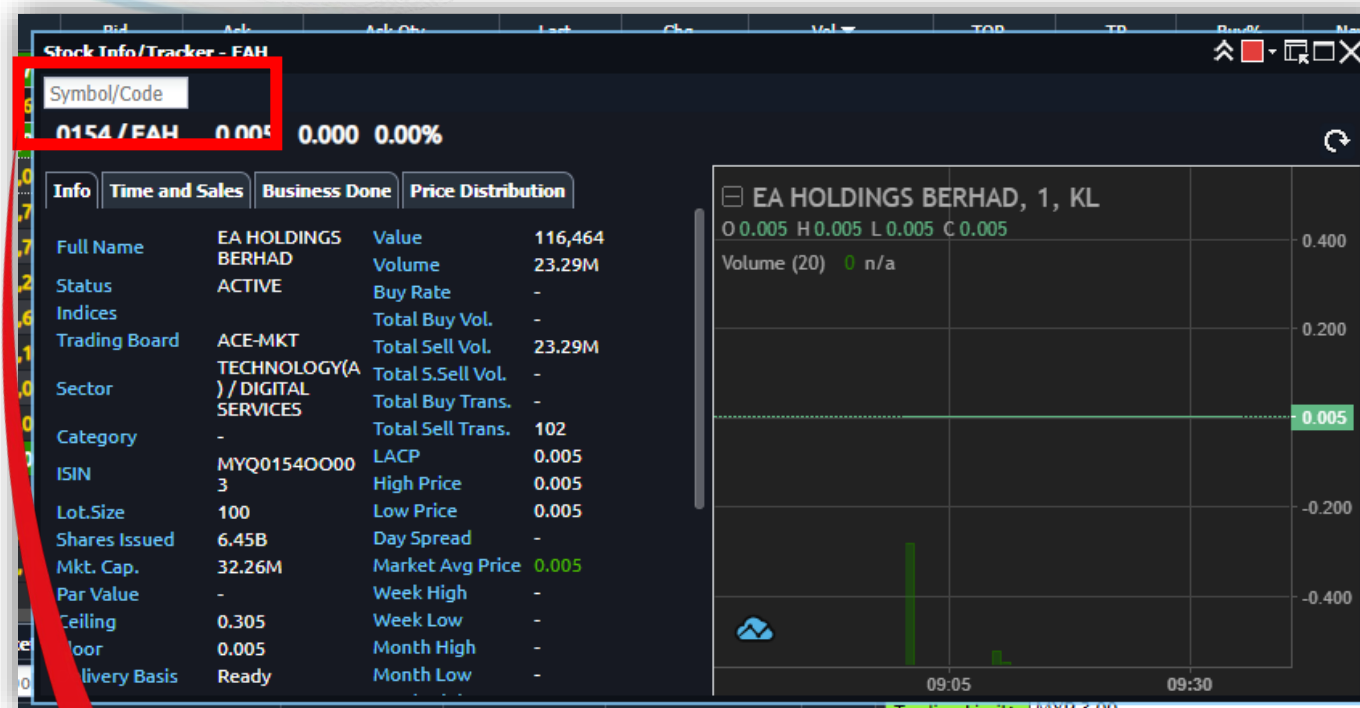 Bid Ask Ask Qty Last Chg Vol TOP TP Buy%
Stock Info/Tracker - EAH
Symbol/Code
0154 / EAH 0.005 0.000 0.00%
Info Time and Sales Business Done Price Distribution
Full Name EA HOLDINGS BERHAD
Status ACTIVE
Indices
Trading Board ACE-MKT
Sector TECHNOLOGY(A
) / DIGITAL
SERVICES
Category -
ISIN MYQ0154OO00
3
Lot.Size 100
Shares Issued 6.45B
Mkt. Cap. 32.26M
Par Value -
Ceiling 0.305
Floor 0.005
Delivery Basis Ready
Value 116,464
Volume 23.29M
Buy Rate -
Total Buy Vol. -
Total Sell Vol. 23.29M
Total S.Sell Vol. -
Total Buy Trans. -
Total Sell Trans. 102
LACP 0.005
High Price 0.005
Low Price 0.005
Day Spread -
Market Avg Price 0.005
Week High -
Week Low -
Month High -
Month Low -
EA HOLDINGS BERHAD, 1, KL
O 0.005 H 0.005 L 0.005 C 0.005
Volume (20) 0 n/a
0.400
0.200
0.005
-0.200
-0.400
09:05 09:30